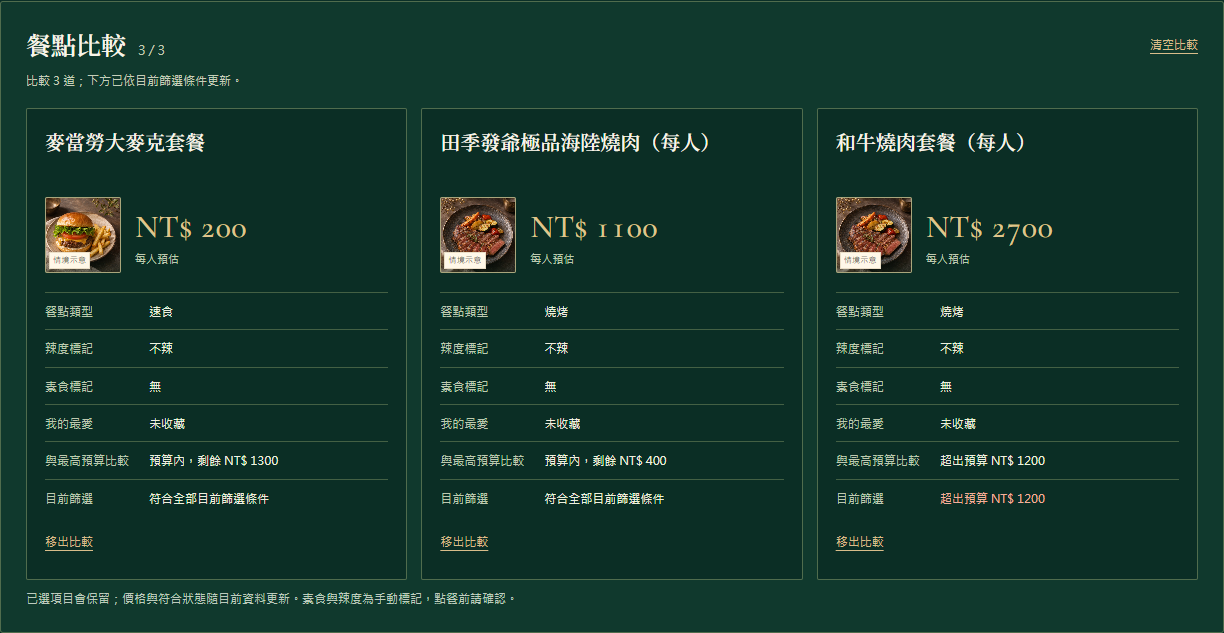 餐點比較 3 / 3
清空比較
比較 3 道；下方已依目前篩選條件更新。
麥當勞大麥克套餐
情境示意
NT$ 200
每人預估
餐點類型 速食
辣度標記 不辣
素食標記 無
我的最愛 未收藏
與最高預算比較 預算內，剩餘 NT$ 1300
目前篩選 符合全部目前篩選條件
移出比較
田季發爺極品海陸燒肉（每人）
情境示意
NT$ 1100
每人預估
餐點類型 燒烤
辣度標記 不辣
素食標記 無
我的最愛 未收藏
與最高預算比較 預算內，剩餘 NT$ 400
目前篩選 符合全部目前篩選條件
移出比較
和牛燒肉套餐（每人）
情境示意
NT$ 2700
每人預估
餐點類型 燒烤
辣度標記 不辣
素食標記 無
我的最愛 未收藏
與最高預算比較 超出預算 NT$ 1200
目前篩選 超出預算 NT$ 1200
移出比較
已選項目會保留；價格與符合狀態隨目前資料更新。素食與辣度為手動標記，點餐前請確認。